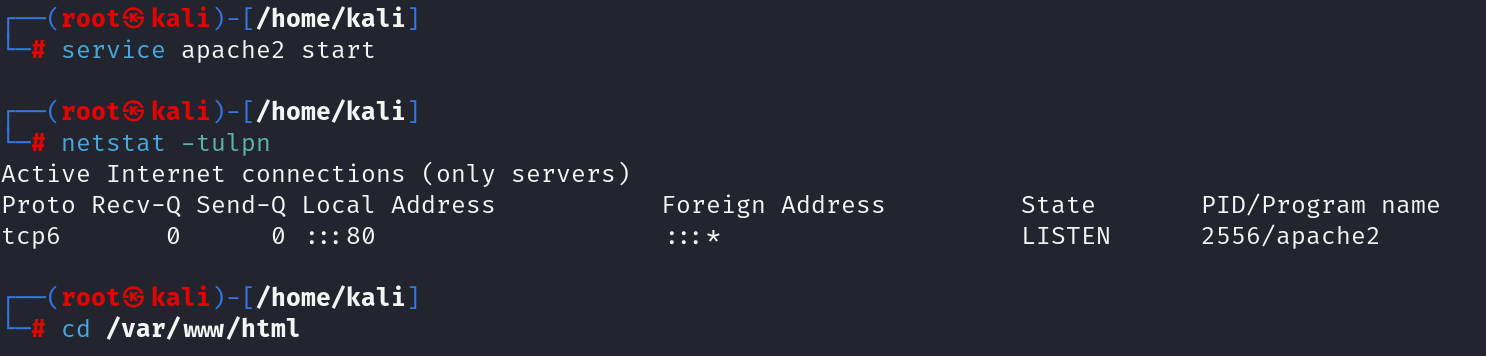 ┌──(root㉿kali)-[/home/kali]
└─# service apache2 start
┌──(root㉿kali)-[/home/kali]
└─# netstat -tulpn
Active Internet connections (only servers)
Proto Recv-Q Send-Q Local Address           Foreign Address         State       PID/Program name
tcp6       0      0 :::80                   :::*                    LISTEN      2556/apache2
┌──(root㉿kali)-[/home/kali]
└─# cd /var/www/html